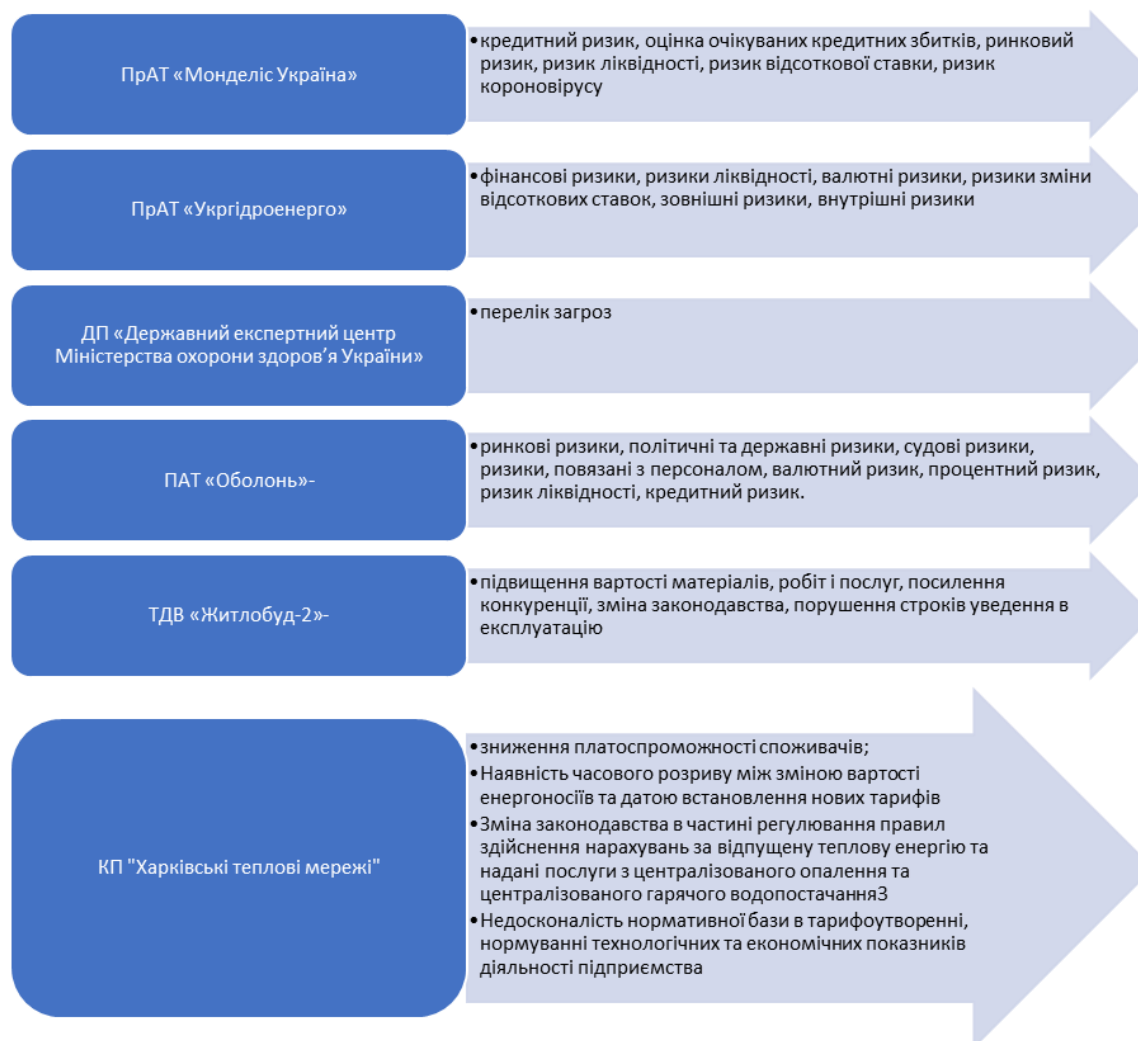 ПрАТ «Монделіс Україна»
•кредитний ризик, оцінка очікуваних кредитних збитків, ринковий
ризик, ризик ліквідності, ризик відсоткової ставки, ризик
короновірусу
ПрАТ «Укргідроенерго»
•фінансові ризики, ризики ліквідності, валютні ризики, ризики зміни
відсоткових ставок, зовнішні ризики, внутрішні ризики
ДП «Державний експертний центр
Міністерства охорони здоров’я України»
•перелік загроз
ПАТ «Оболонь»-
•ринкові ризики, політичні та державні ризики, судові ризики,
ризики, повязані з персоналом, валютний ризик, процентний ризик,
ризик ліквідності, кредитний ризик.
ТДВ «Житлобуд-2»-
•підвищення вартості матеріалів, робіт і послуг, посилення
конкуренції, зміна законодавства, порушення строків уведення в
експлуатацію
КП "Харківські теплові мережі"
•зниження платоспроможності споживачів;
•Наявність часового розриву між зміною вартості
енергоносіїв та датою встановлення нових тарифів
•Зміна законодавства в частині регулювання правил
здійснення нарахувань за відпущену теплову енергію та
надані послуги з централізованого опалення та
централізованого гарячого водопостачання3
•Недосконалість нормативної бази в тарифоутворенні,
нормуванні технологічних та економічних показників
діяльності підприємства